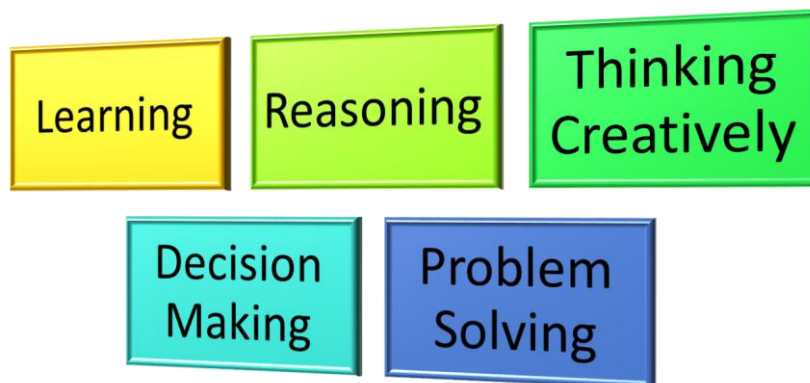 Learning
Reasoning
Thinking
Creatively
Decision
Making
Problem
Solving